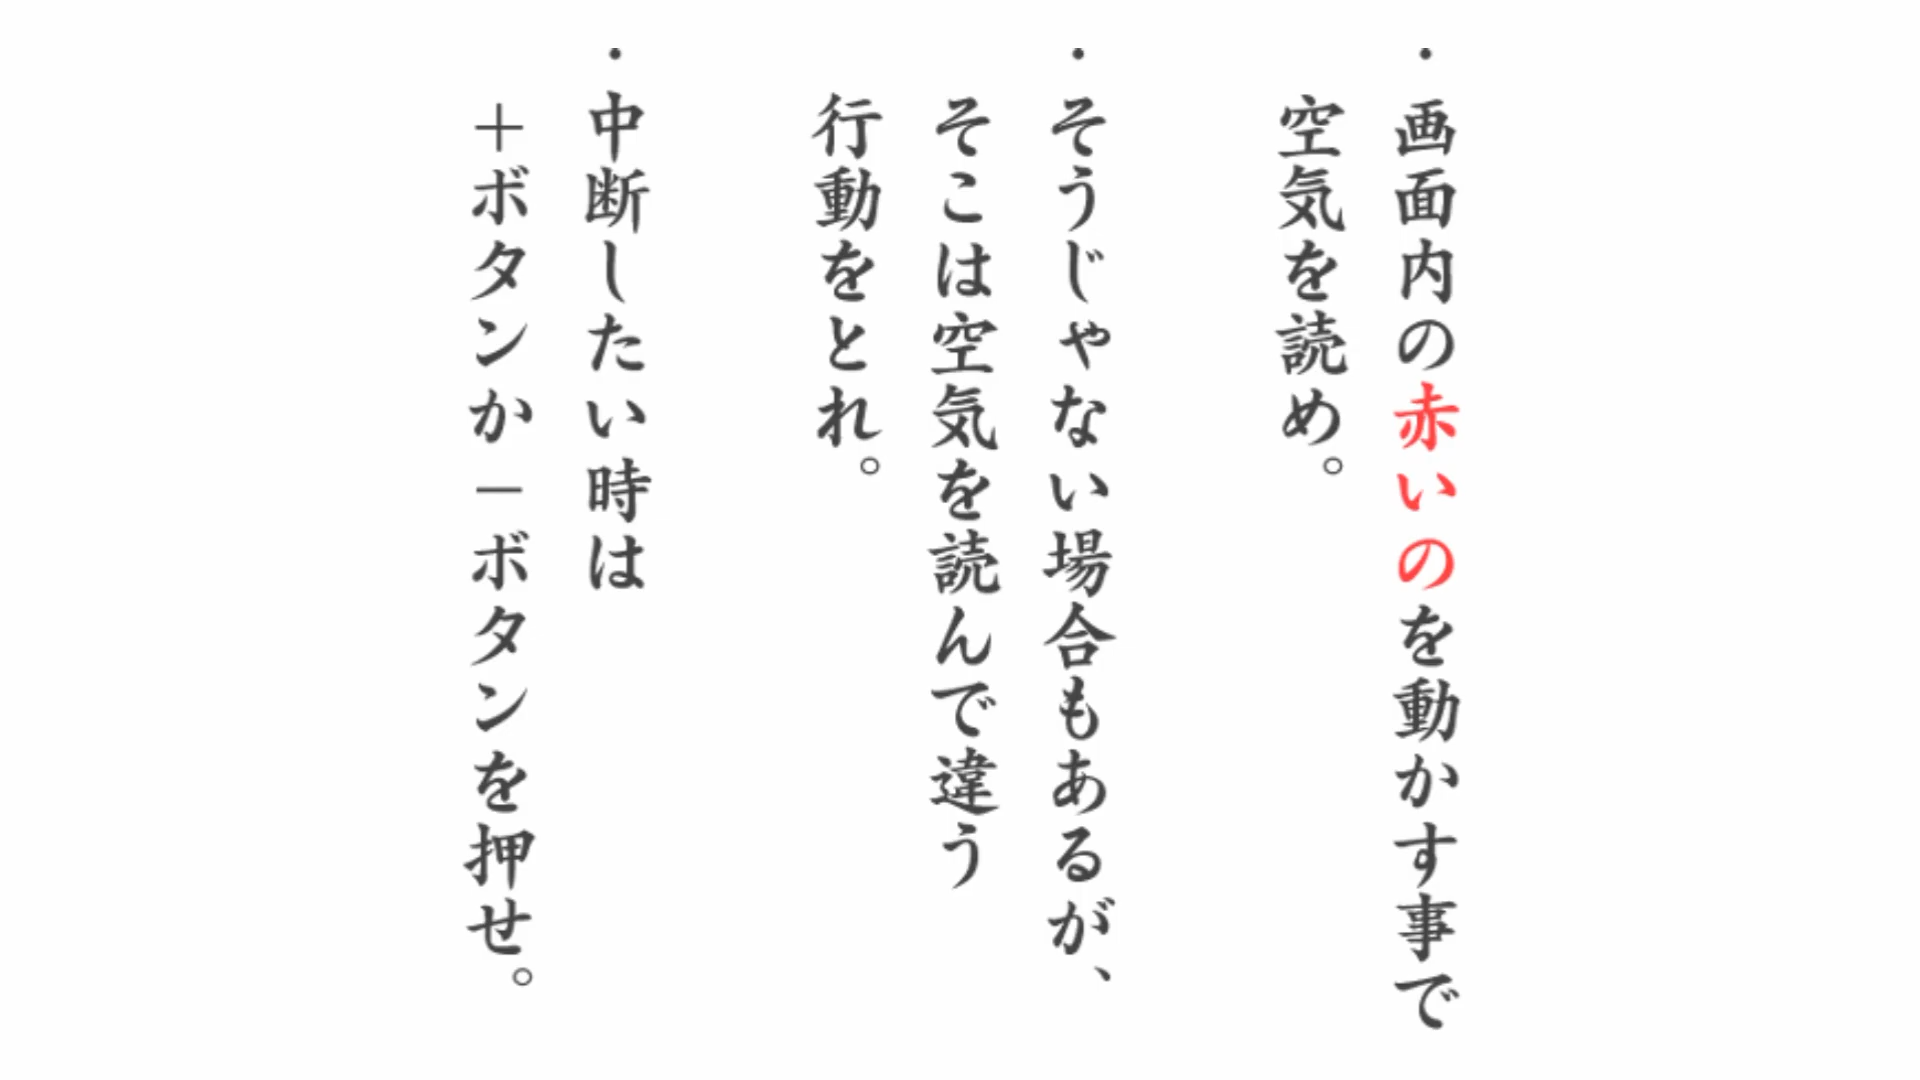 ・画面内の赤いのを動かす事で
空気を読め。
・そうじゃない場合もあるが、
そこは空気を読んで違う
行動をとれ。
・中断したい時は
＋ボタンか－ボタンを押せ。